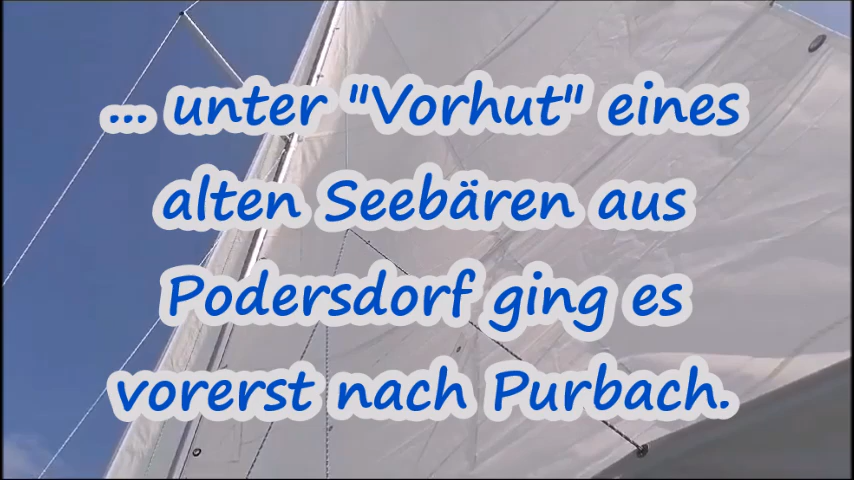 ... unter "Vorhut" eines
alten Seebären aus
Podersdorf ging es
vorerst nach Purbach.